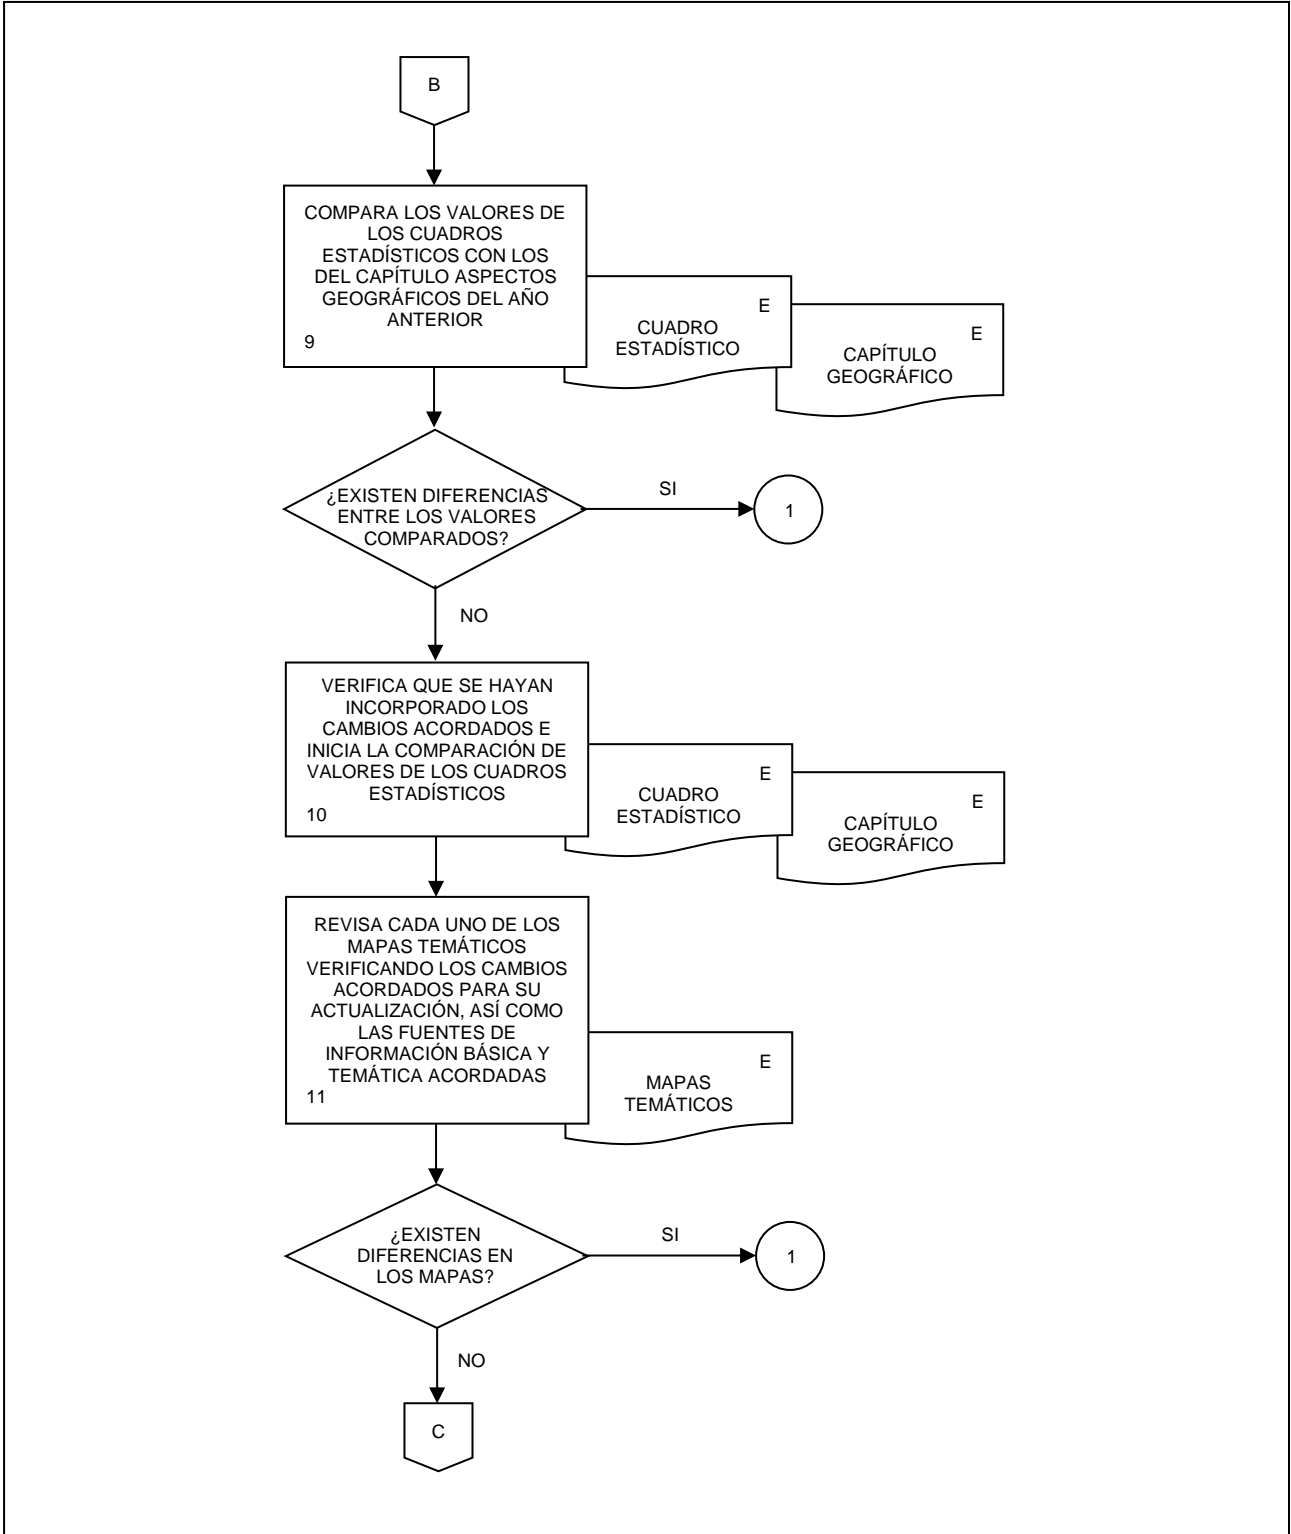 B
COMPARA LOS VALORES DE
LOS CUADROS
ESTADÍSTICOS CON LOS
DEL CAPÍTULO ASPECTOS
GEOGRÁFICOS DEL AÑO
ANTERIOR
9
E
CUADRO
ESTADÍSTICO
E
CAPÍTULO
GEOGRÁFICO
¿EXISTEN DIFERENCIAS
ENTRE LOS VALORES
COMPARADOS?
SI
1
NO
VERIFICA QUE SE HAYAN
INCORPORADO LOS
CAMBIOS ACORDADOS E
INICIA LA COMPARACIÓN DE
VALORES DE LOS CUADROS
ESTADÍSTICOS
10
E
CUADRO
ESTADÍSTICO
E
CAPÍTULO
GEOGRÁFICO
REVISA CADA UNO DE LOS
MAPAS TEMÁTICOS
VERIFICANDO LOS CAMBIOS
ACORDADOS PARA SU
ACTUALIZACIÓN, ASÍ COMO
LAS FUENTES DE
INFORMACIÓN BÁSICA Y
TEMÁTICA ACORDADAS
11
E
MAPAS
TEMÁTICOS
¿EXISTEN
DIFERENCIAS EN
LOS MAPAS?
SI
1
NO
C